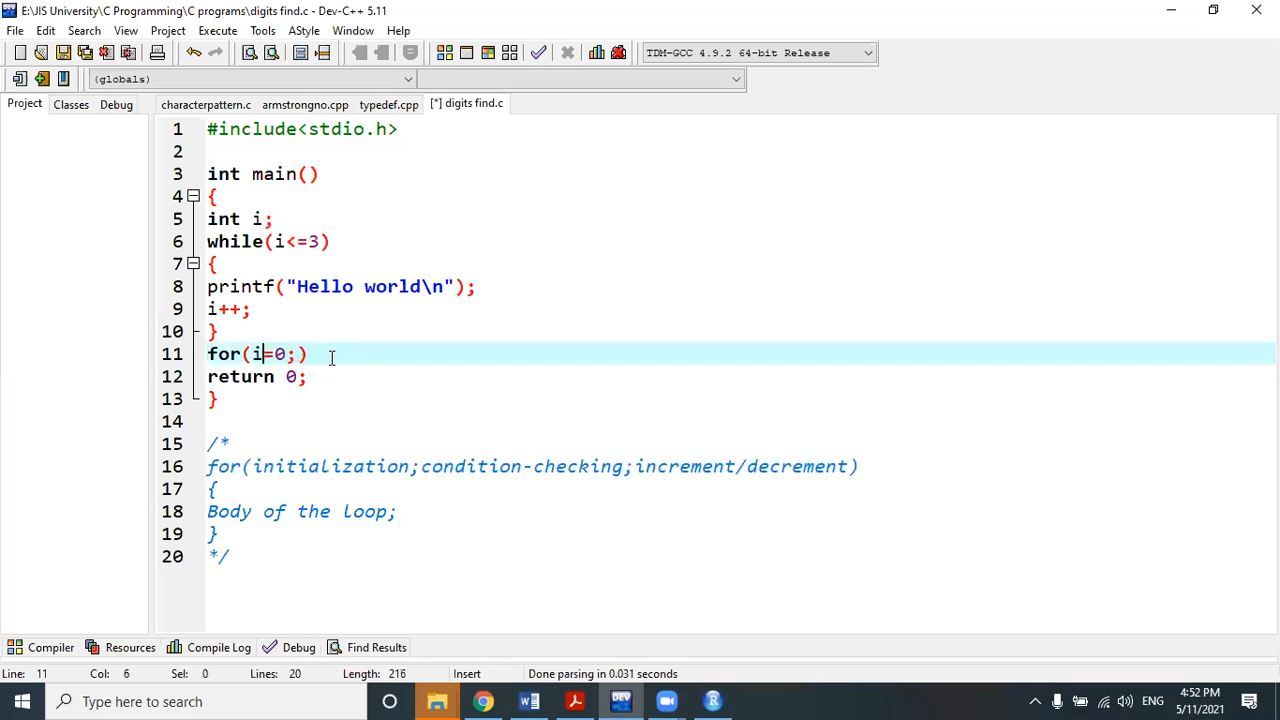 E:\JIS University\C Programming\C programs\digits find.c - Dev-C++ 5.11
File Edit Search View Project Execute Tools AStyle Window Help
TDM-GCC 4.9.2 64-bit Release
(globals)
Project Classes Debug characterpattern.c armstrongno.cpp typedef.cpp [*] digits find.c
1 #include<stdio.h>
2
3 int main()
4 {
5 int i;
6 while(i<=3)
7 {
8 printf("Hello world\n");
9 i++;
10 }
11 for(i=0;)
12 return 0;
13 }
14
15 /*
16 for(initialization;condition-checking;increment/decrement)
17 {
18 Body of the loop;
19 }
20 */
Compiler Resources Compile Log Debug Find Results
Line: 11 Col: 6 Sel: 0 Lines: 20 Length: 216 Insert Done parsing in 0.031 seconds
Type here to search
DEV
R
ENG
4:52 PM
5/11/2021